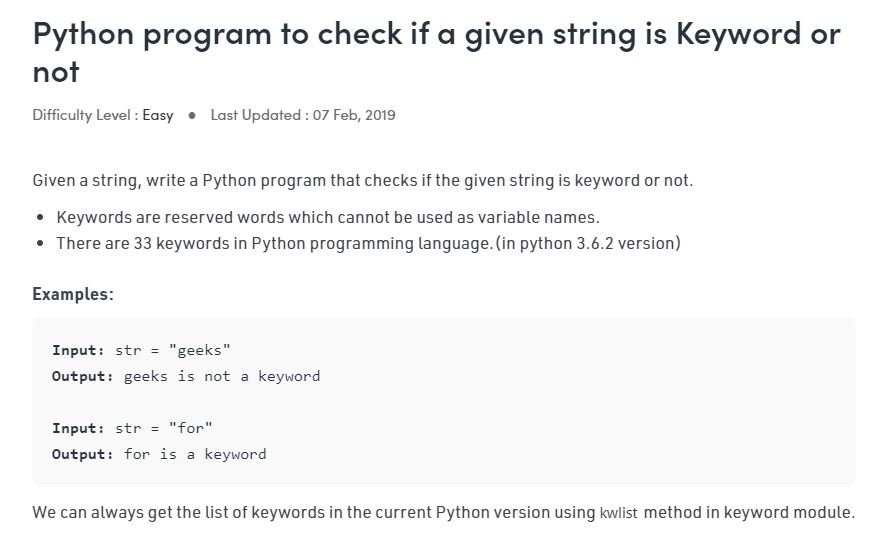 Python program to check if a given string is Keyword or
not
Difficulty Level : Easy ● Last Updated : 07 Feb, 2019
Given a string, write a Python program that checks if the given string is keyword or not.
• Keywords are reserved words which cannot be used as variable names.
• There are 33 keywords in Python programming language.(in python 3.6.2 version)
Examples:
Input: str = "geeks"
Output: geeks is not a keyword
Input: str = "for"
Output: for is a keyword
We can always get the list of keywords in the current Python version using kwlist method in keyword module.